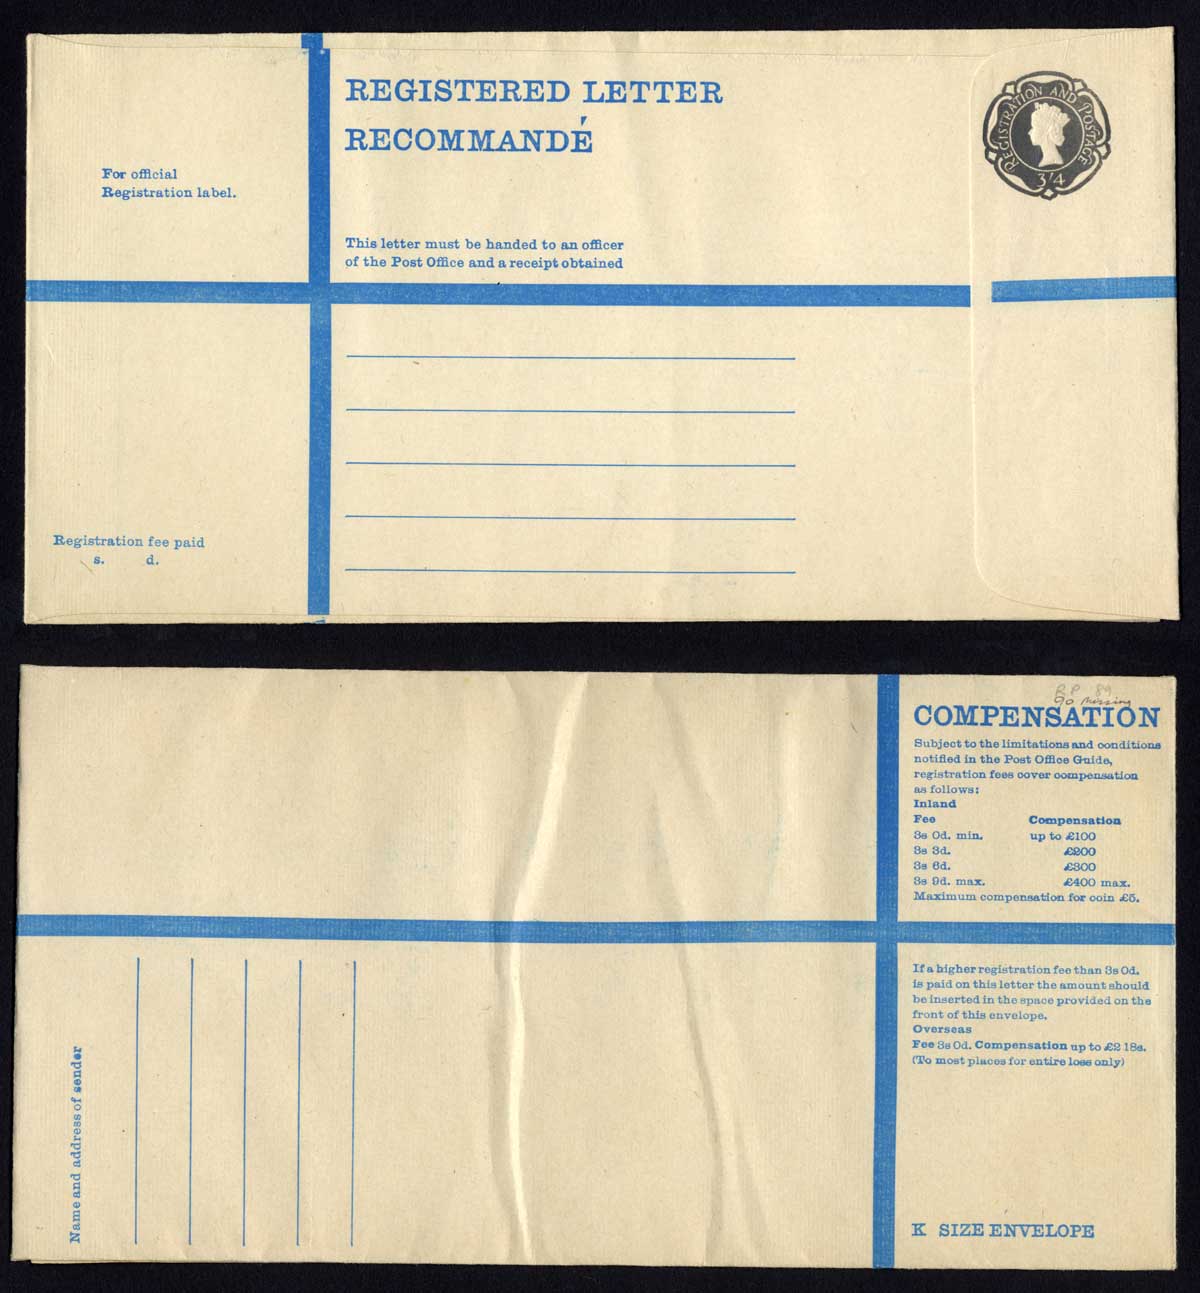 REGISTERED LETTER
RECOMMANDÉ
REGISTRATION AND POSTAGE
3/4
For official
Registration label.
This letter must be handed to an officer
of the Post Office and a receipt obtained
Registration fee paid
s. d.
90 missing
COMPENSATION
Subject to the limitations and conditions
notified in the Post Office Guide,
registration fees cover compensation
as follows:
Inland
Fee Compensation
3s 0d. min. up to £100
3s 3d. £200
3s 6d. £300
3s 9d. max. £400 max.
Maximum compensation for coin £5.
If a higher registration fee than 3s 0d.
is paid on this letter the amount should
be inserted in the space provided on the
front of this envelope.
Overseas
Fee 3s 0d. Compensation up to £2 18s.
(To most places for entire loss only)
Name and address of sender
K SIZE ENVELOPE